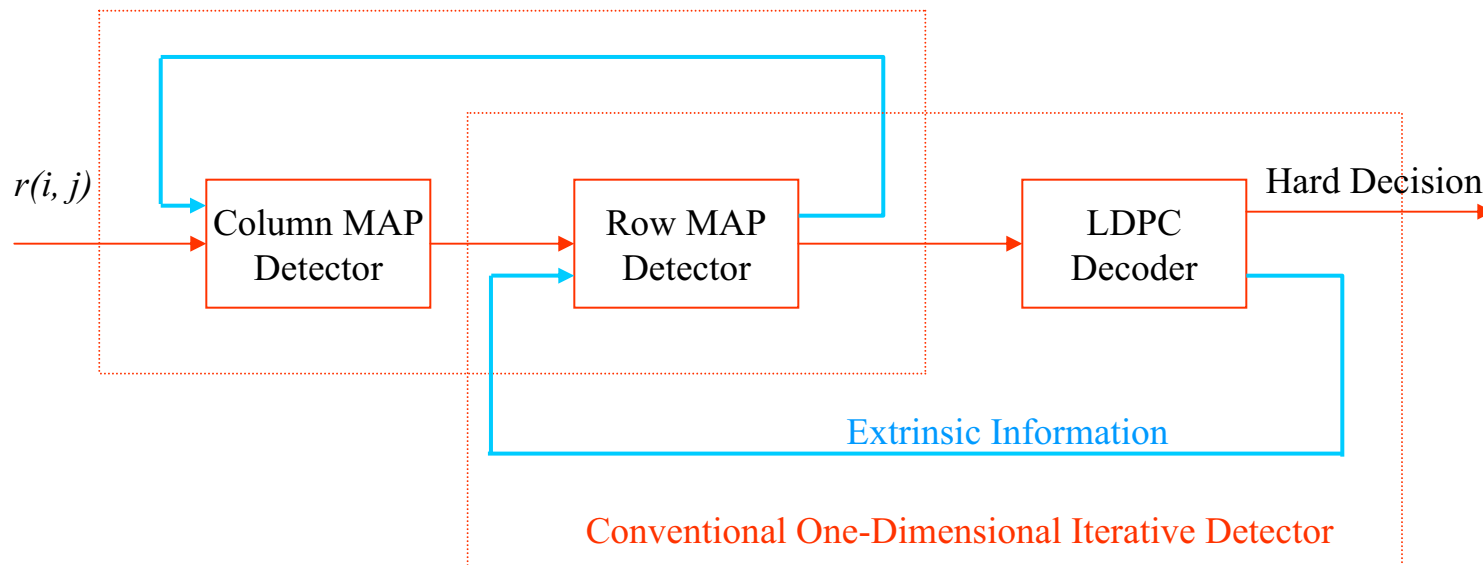 r(i, j)
Column MAP
Detector
Row MAP
Detector
LDPC
Decoder
Hard Decision
Extrinsic Information
Conventional One-Dimensional Iterative Detector